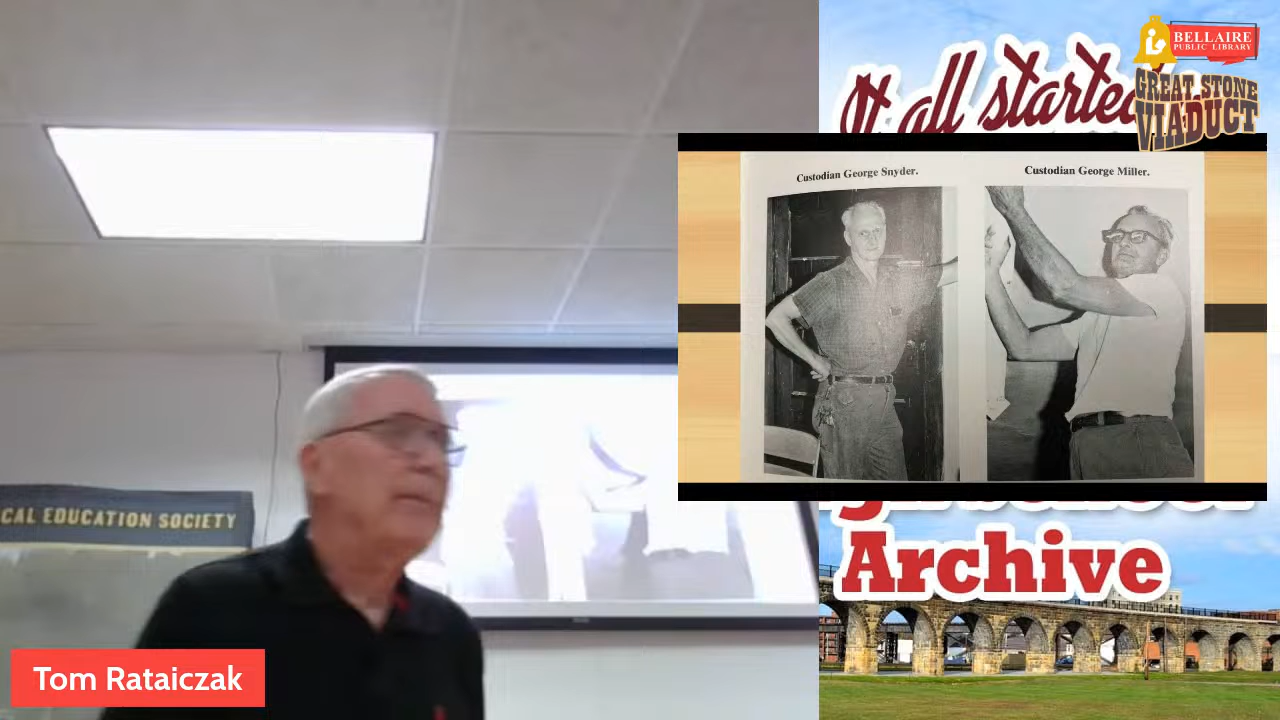 BELLAIRE
PUBLIC LIBRARY
GREAT STONE
VIADUCT
It all started
Custodian George Snyder.
Custodian George Miller.
CAL EDUCATION SOCIETY
Archive
Tom Rataiczak